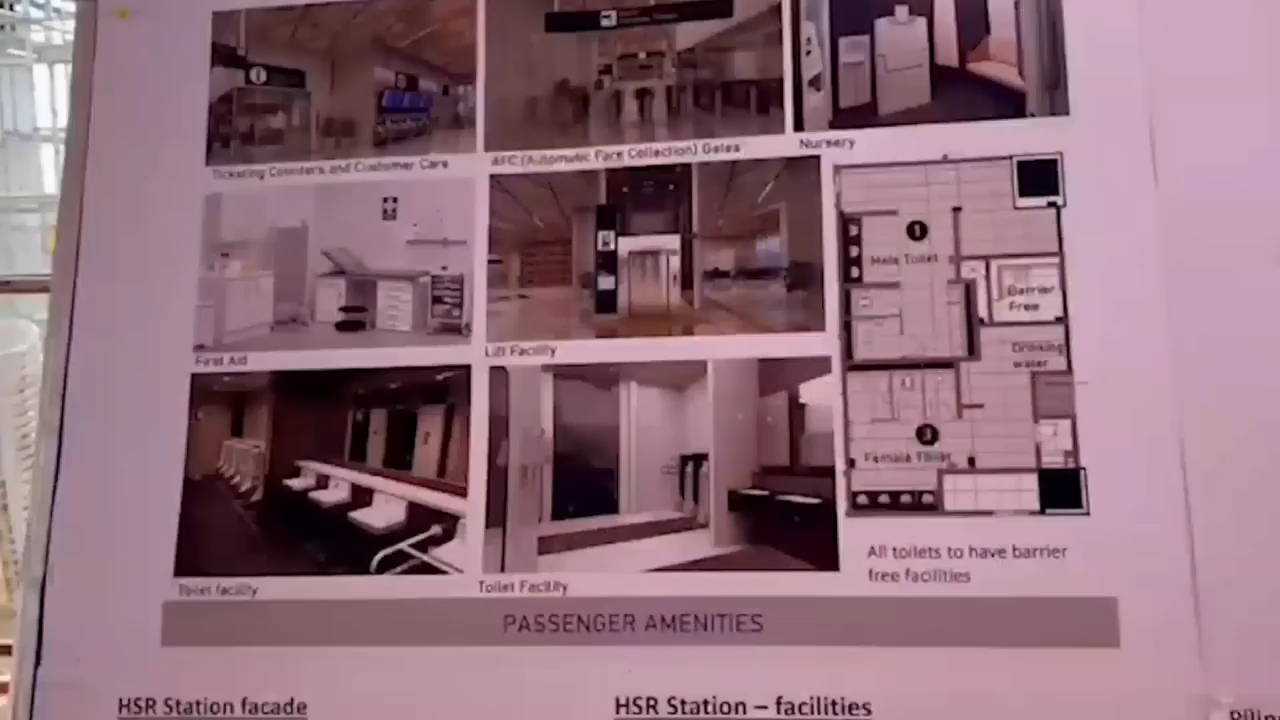 Ticketing Counters and Customer Care
AFC (Automatic Fare Collection) Gates
Nursery
1
Male Toilet
Barrier
Free
Drinking
water
First Aid
Lift Facility
3
Female Toilet
All toilets to have barrier
free facilities
Toilet facility
Toilet Facility
PASSENGER AMENITIES
HSR Station facade
HSR Station – facilities